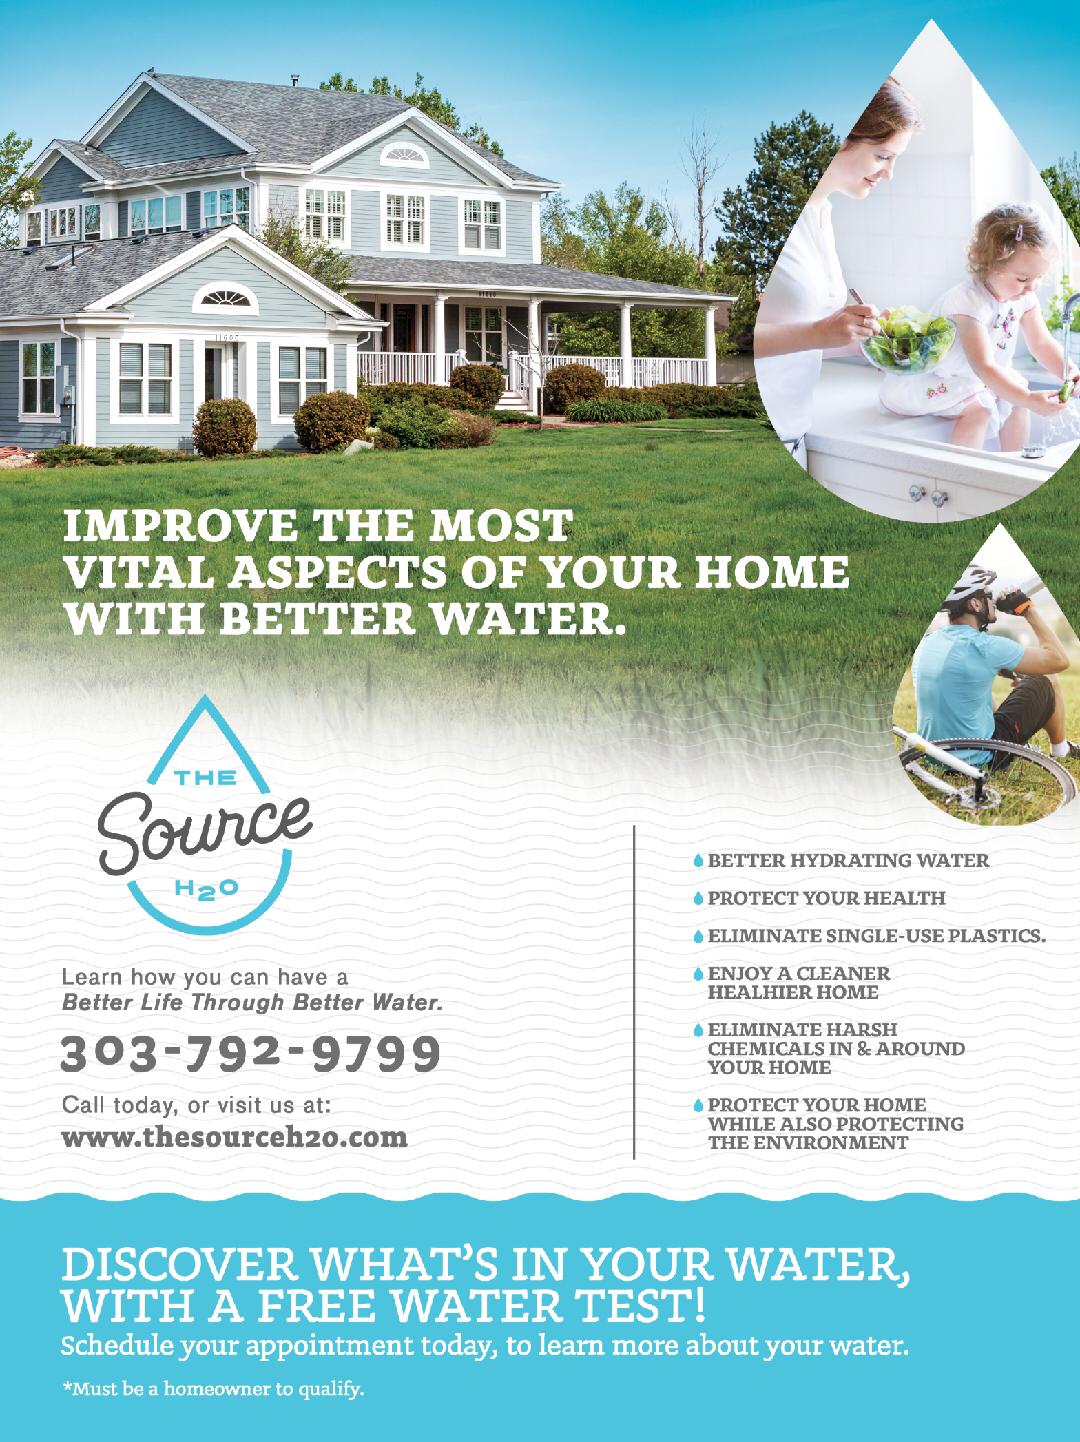 IMPROVE THE MOST
VITAL ASPECTS OF YOUR HOME
WITH BETTER WATER.
THE
Source
H2O
Learn how you can have a
Better Life Through Better Water.
303-792-9799
Call today, or visit us at:
www.thesourceh2o.com
BETTER HYDRATING WATER
PROTECT YOUR HEALTH
ELIMINATE SINGLE-USE PLASTICS.
ENJOY A CLEANER
HEALHIER HOME
ELIMINATE HARSH
CHEMICALS IN & AROUND
YOUR HOME
PROTECT YOUR HOME
WHILE ALSO PROTECTING
THE ENVIRONMENT
DISCOVER WHAT'S IN YOUR WATER,
WITH A FREE WATER TEST!
Schedule your appointment today, to learn more about your water.
*Must be a homeowner to qualify.